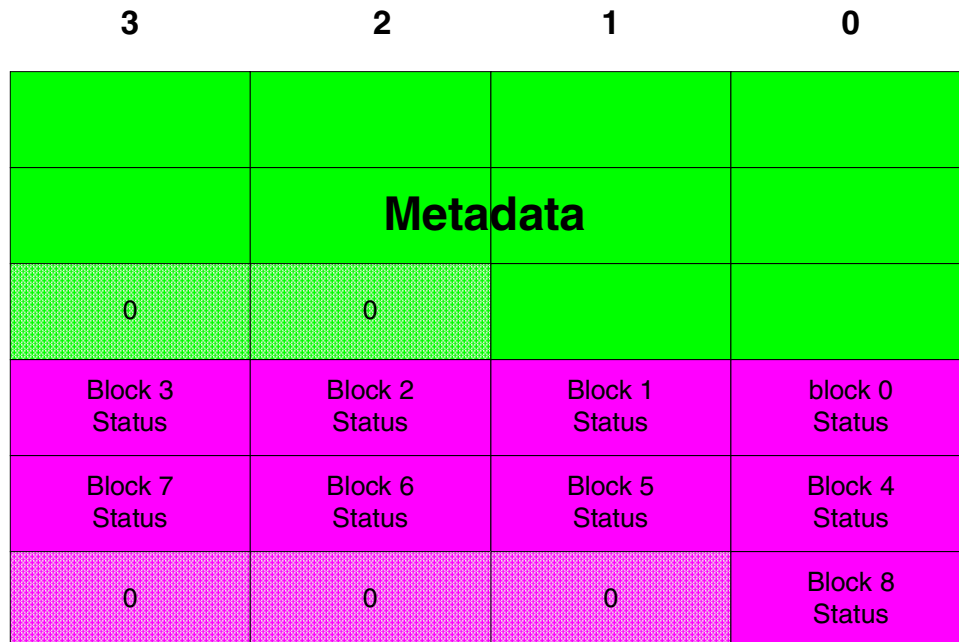 3 2 1 0
Metadata
0 0
Block 3 Block 2 Block 1 block 0
Status Status Status Status
Block 7 Block 6 Block 5 Block 4
Status Status Status Status
0 0 0 Block 8
Status